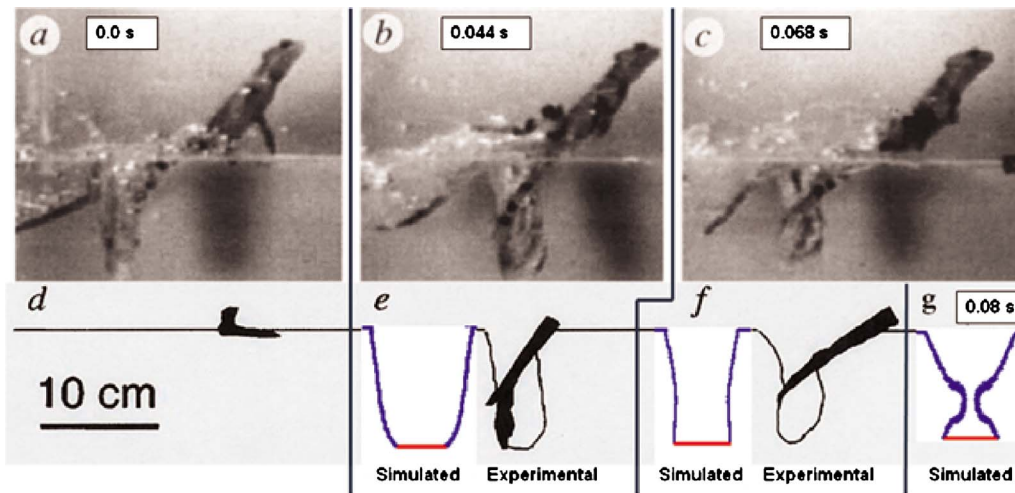 a
0.0 s
b
0.044 s
c
0.068 s
d
10 cm
e
Simulated
Experimental
f
Simulated
Experimental
g
0.08 s
Simulated